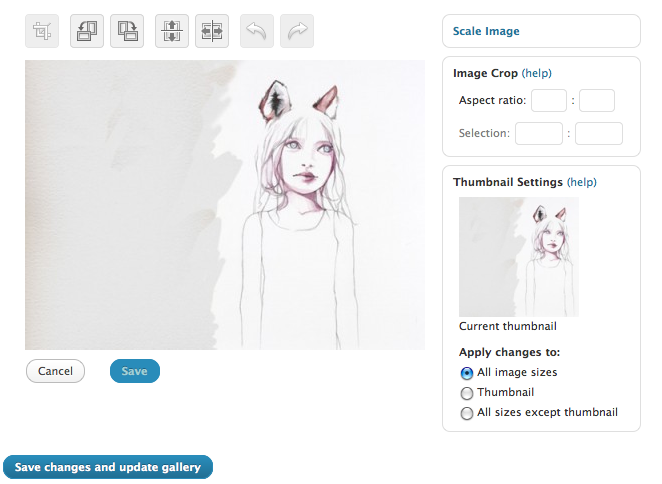 Scale Image
Image Crop (help)
Aspect ratio: :
Selection: :
Thumbnail Settings (help)
Current thumbnail
Apply changes to:
All image sizes
Thumbnail
All sizes except thumbnail
Cancel
Save
Save changes and update gallery